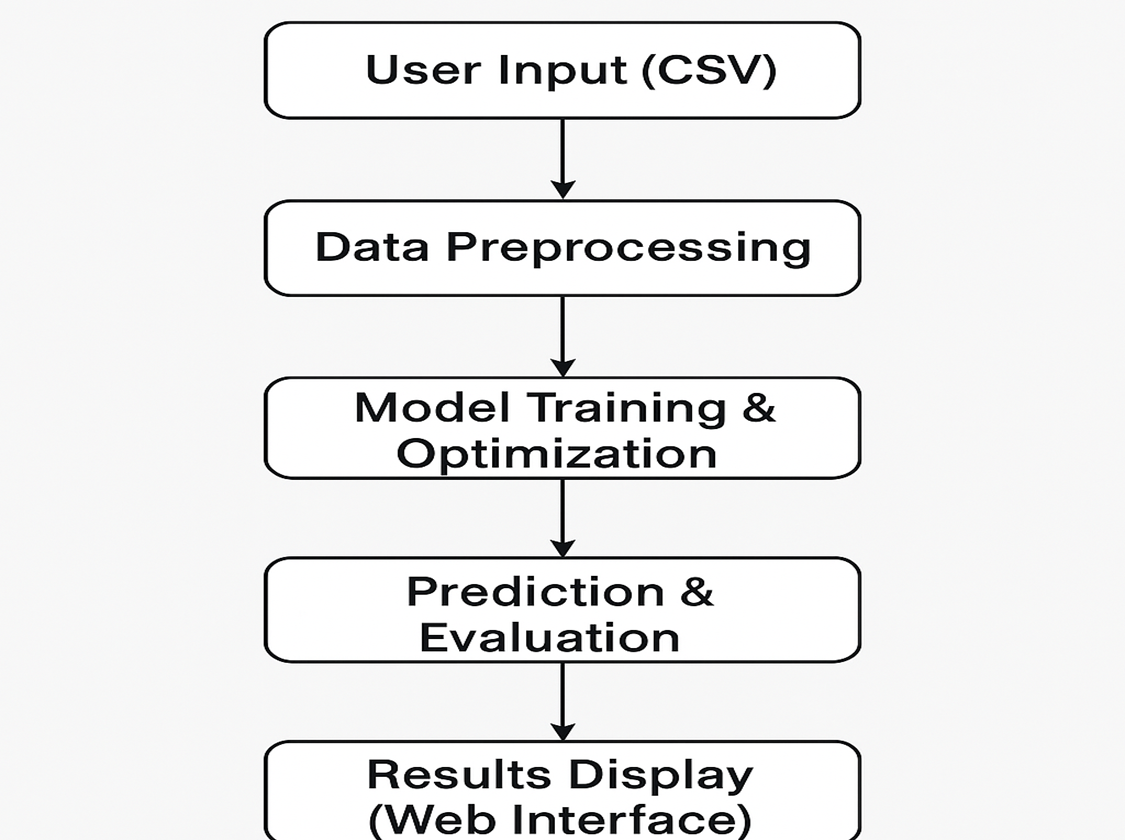 User Input (CSV)
Data Preprocessing
Model Training &
Optimization
Prediction &
Evaluation
Results Display
(Web Interface)